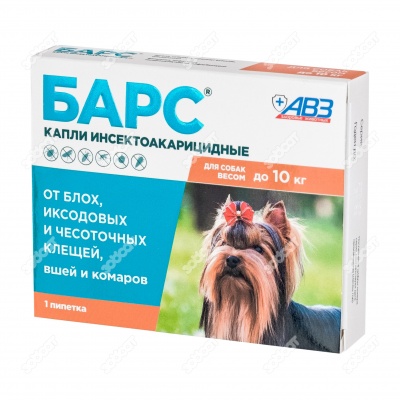 БАРС®
КАПЛИ ИНСЕКТОАКАРИЦИДНЫЕ
АВЗ
ДЛЯ СОБАК
ВЕСОМ до 10 кг
ОТ БЛОХ,
ИКСОДОВЫХ
И ЧЕСОТОЧНЫХ
КЛЕЩЕЙ,
вшей и комаров
1 пипетка